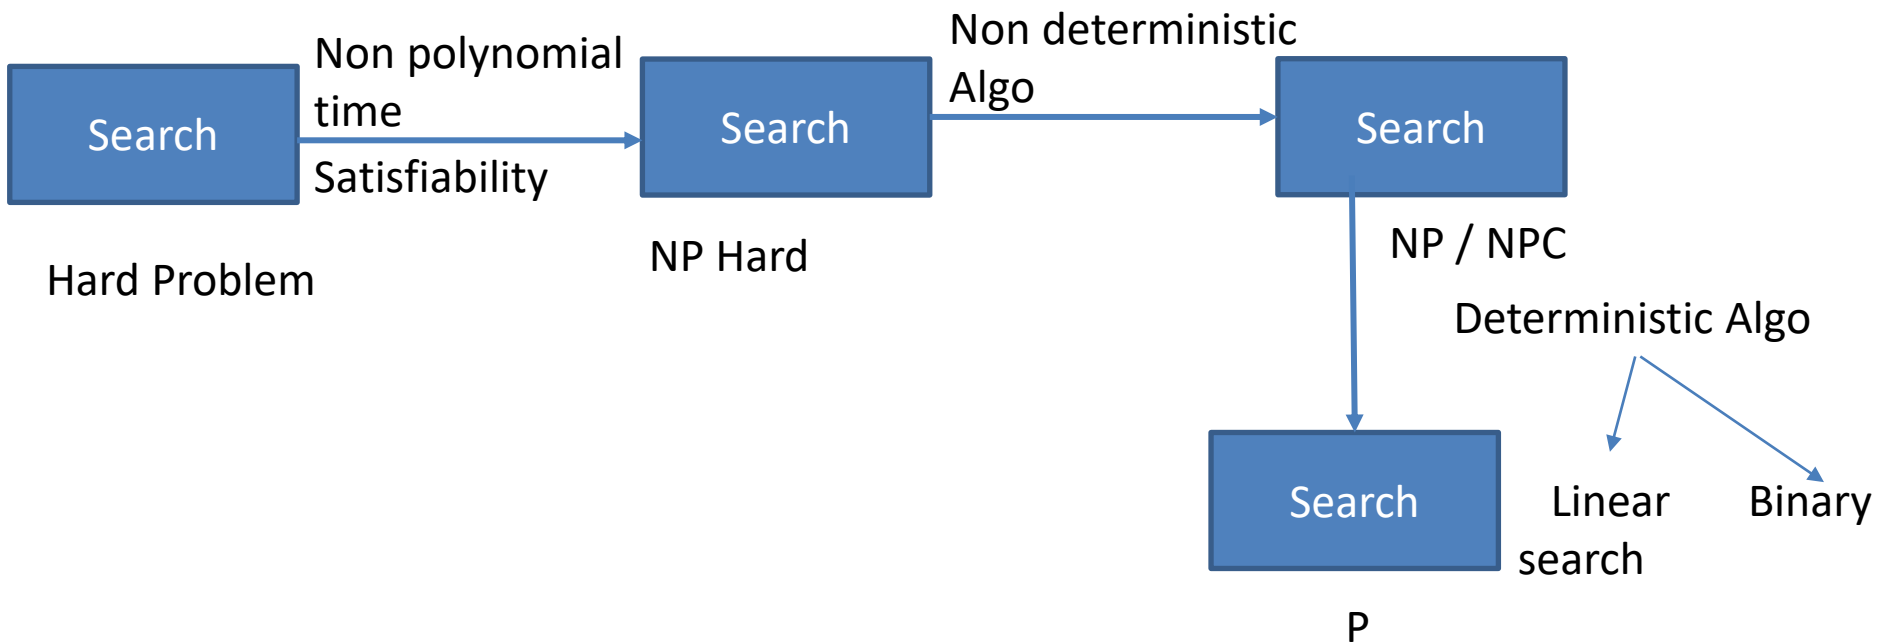 Non polynomial
time
Search
Satisfiability
Hard Problem
Search
NP Hard
Non deterministic
Algo
Search
NP / NPC
Deterministic Algo
Linear
search
Binary
Search
P